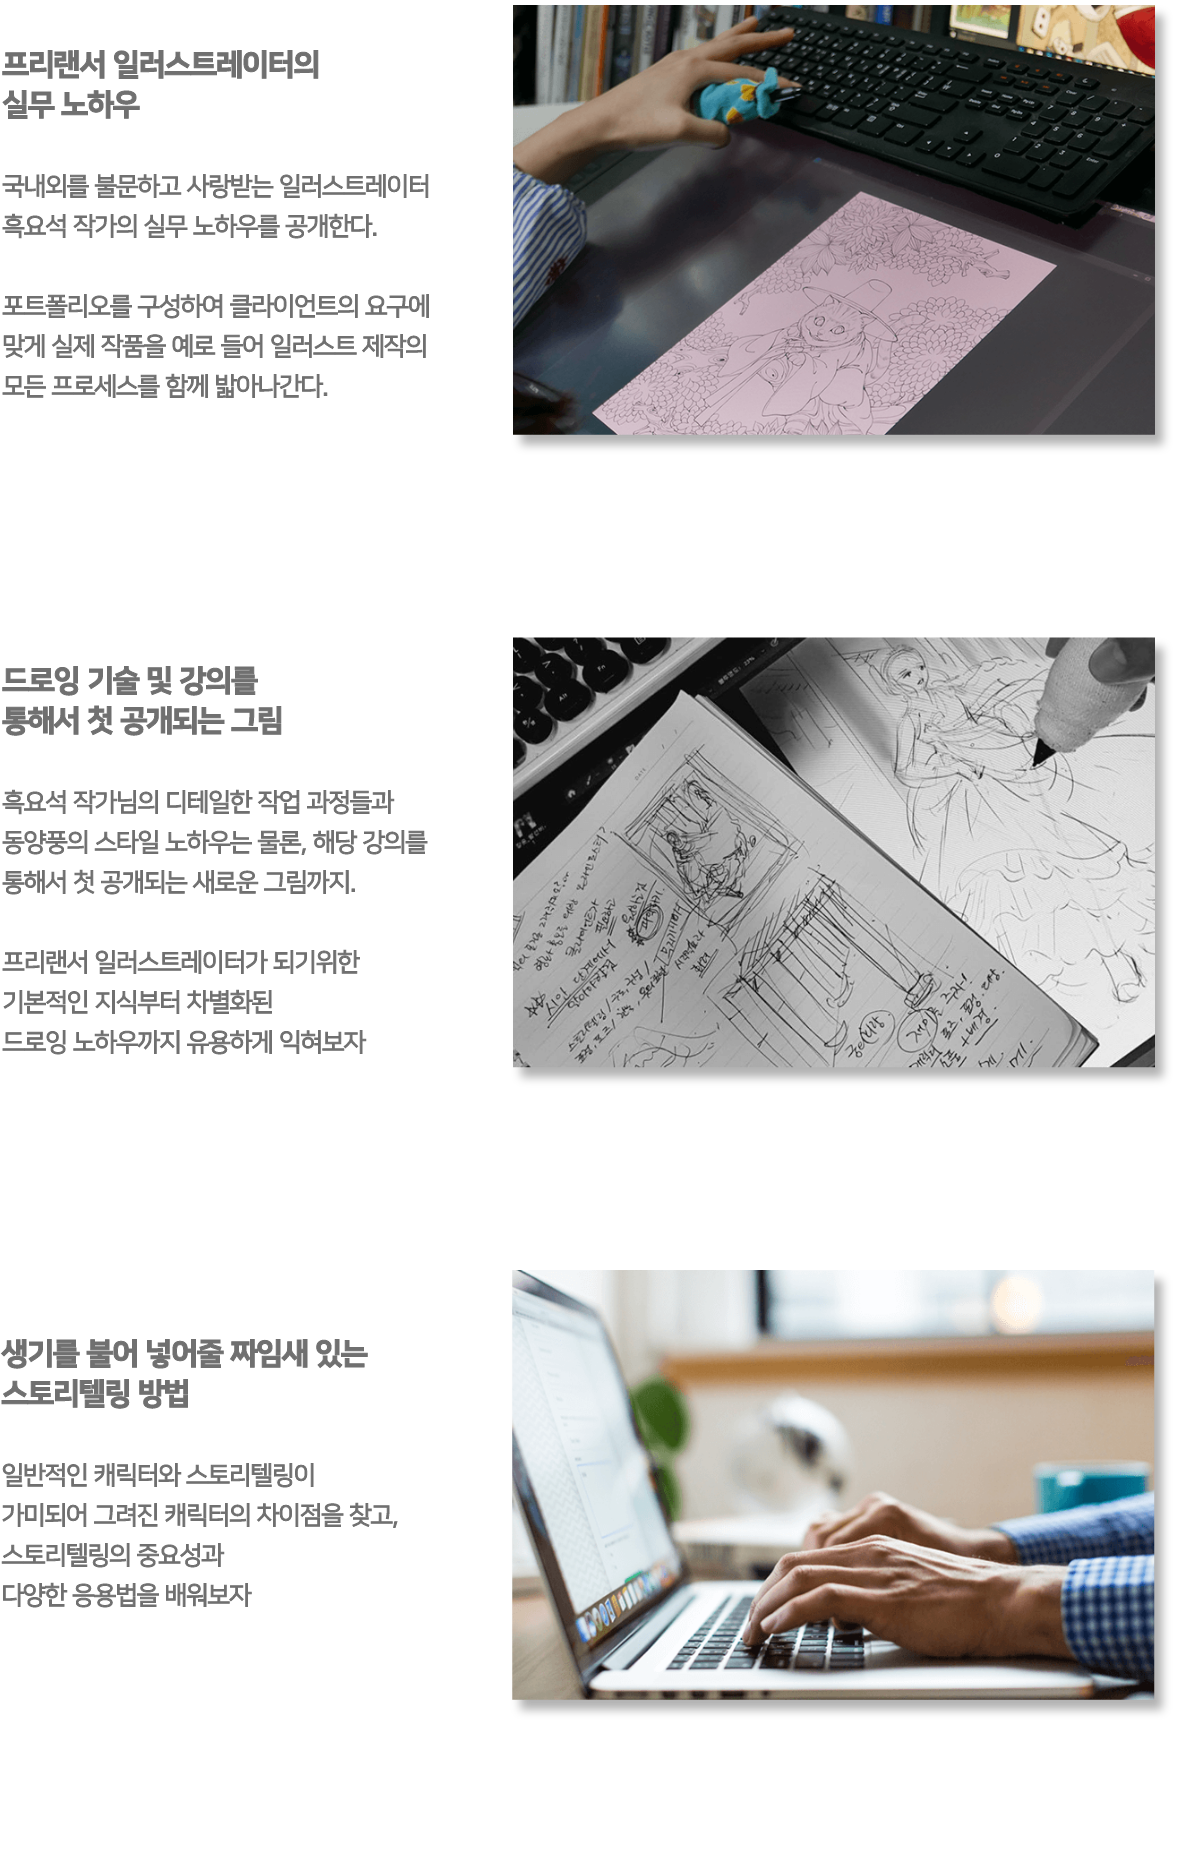 프리랜서 일러스트레이터의
실무 노하우
국내외를 불문하고 사랑받는 일러스트레이터
흑요석 작가의 실무 노하우를 공개한다.
포트폴리오를 구성하여 클라이언트의 요구에
맞게 실제 작품을 예로 들어 일러스트 제작의
모든 프로세스를 함께 밟아나간다.
드로잉 기술 및 강의를
통해서 첫 공개되는 그림
흑요석 작가님의 디테일한 작업 과정들과
동양풍의 스타일 노하우는 물론, 해당 강의를
통해서 첫 공개되는 새로운 그림까지.
프리랜서 일러스트레이터가 되기위한
기본적인 지식부터 차별화된
드로잉 노하우까지 유용하게 익혀보자
생기를 불어 넣어줄 짜임새 있는
스토리텔링 방법
일반적인 캐릭터와 스토리텔링이
가미되어 그려진 캐릭터의 차이점을 찾고,
스토리텔링의 중요성과
다양한 응용법을 배워보자